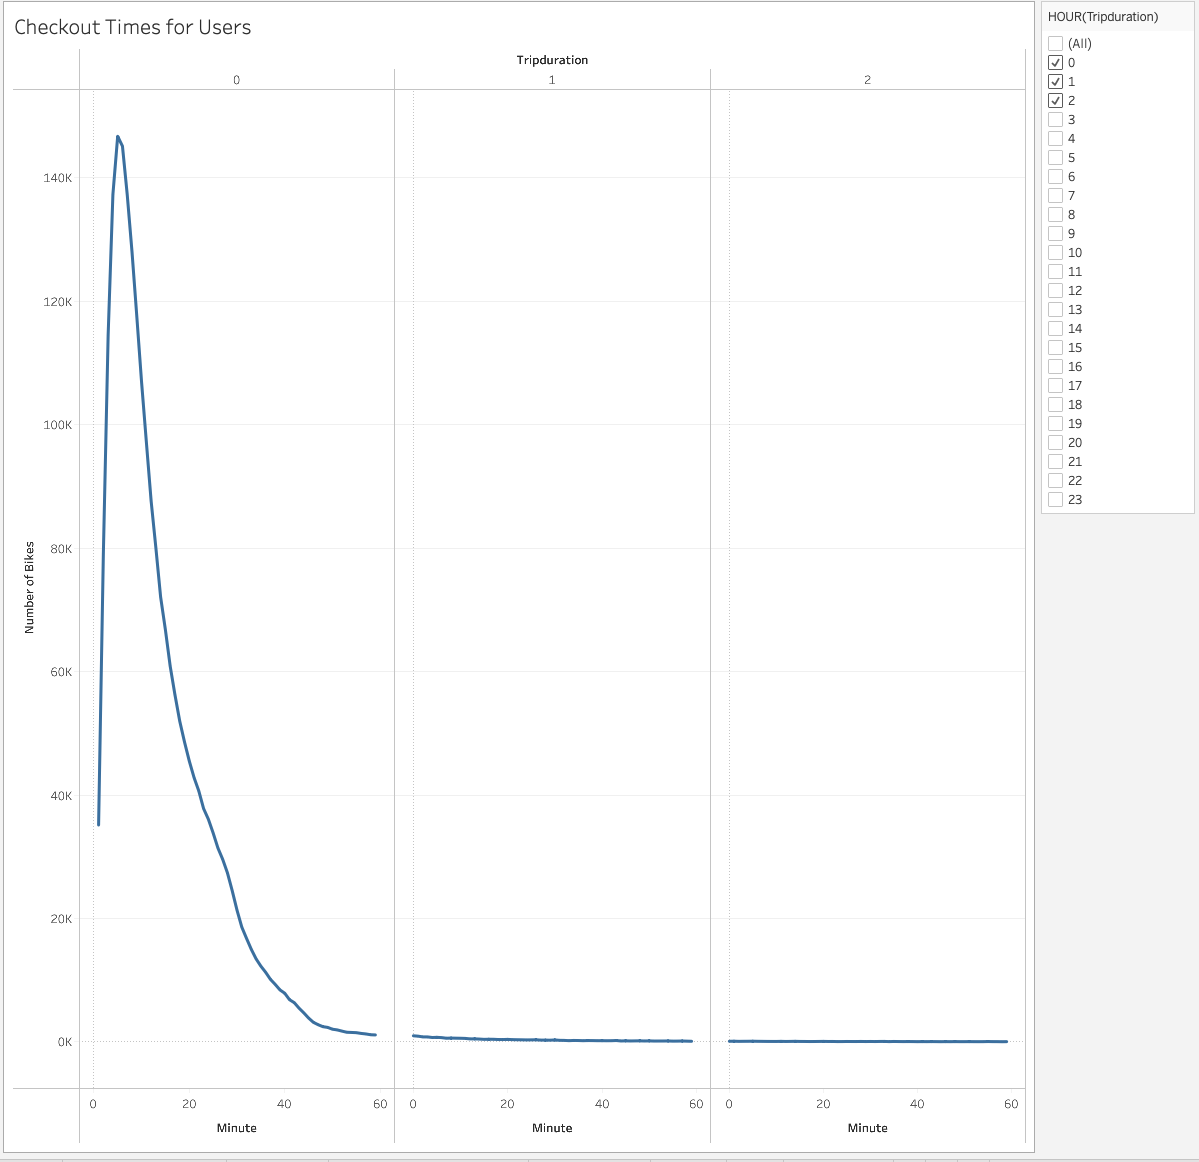 Checkout Times for Users
Tripduration
0 1 2
140K
120K
100K
80K
60K
40K
20K
0K
Number of Bikes
0 20 40 60 0 20 40 60 0 20 40 60
Minute Minute Minute
HOUR(Tripduration)
(All)
0
1
2
3
4
5
6
7
8
9
10
11
12
13
14
15
16
17
18
19
20
21
22
23